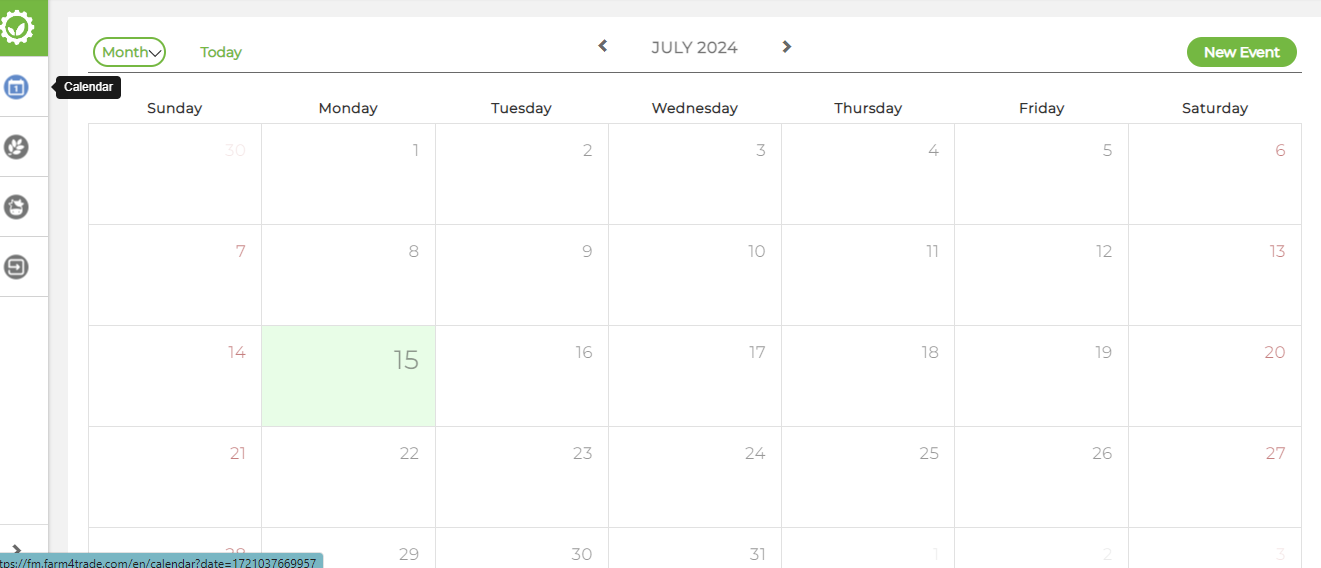 Month Today JULY 2024 New Event
Calendar
Sunday Monday Tuesday Wednesday Thursday Friday Saturday
30 1 2 3 4 5 6
7 8 9 10 11 12 13
14 15 16 17 18 19 20
21 22 23 24 25 26 27
28 29 30 31 1 2 3
tps://fm.farm4trade.com/en/calendar?date=1721037669957